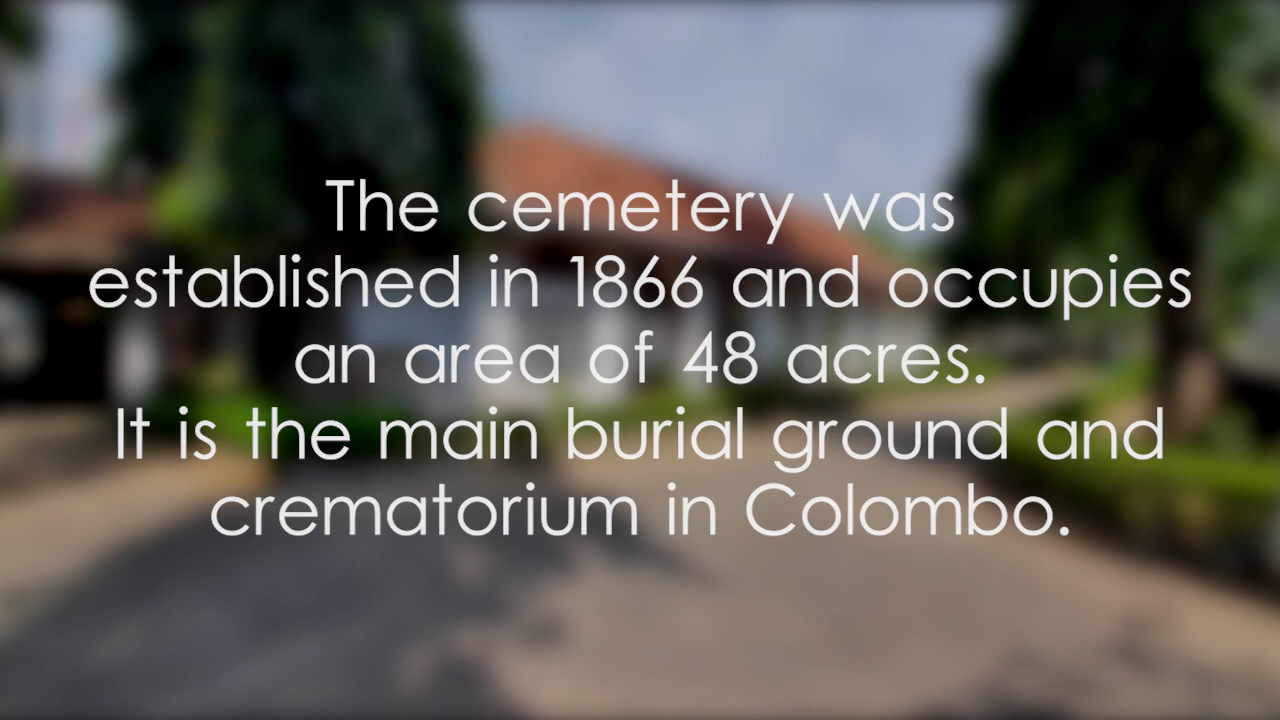 The cemetery was
established in 1866 and occupies
an area of 48 acres.
It is the main burial ground and
crematorium in Colombo.